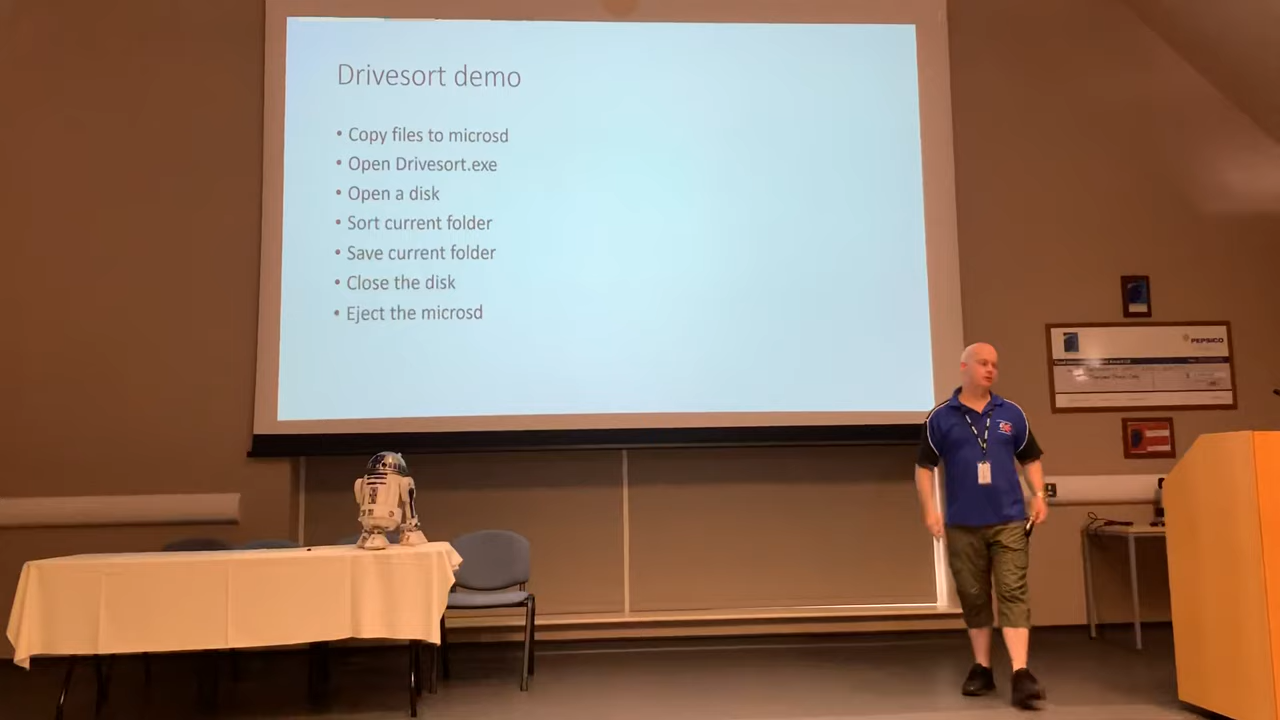 Drivesort demo
• Copy files to microsd
• Open Drivesort.exe
• Open a disk
• Sort current folder
• Save current folder
• Close the disk
• Eject the microsd
PEPSICO